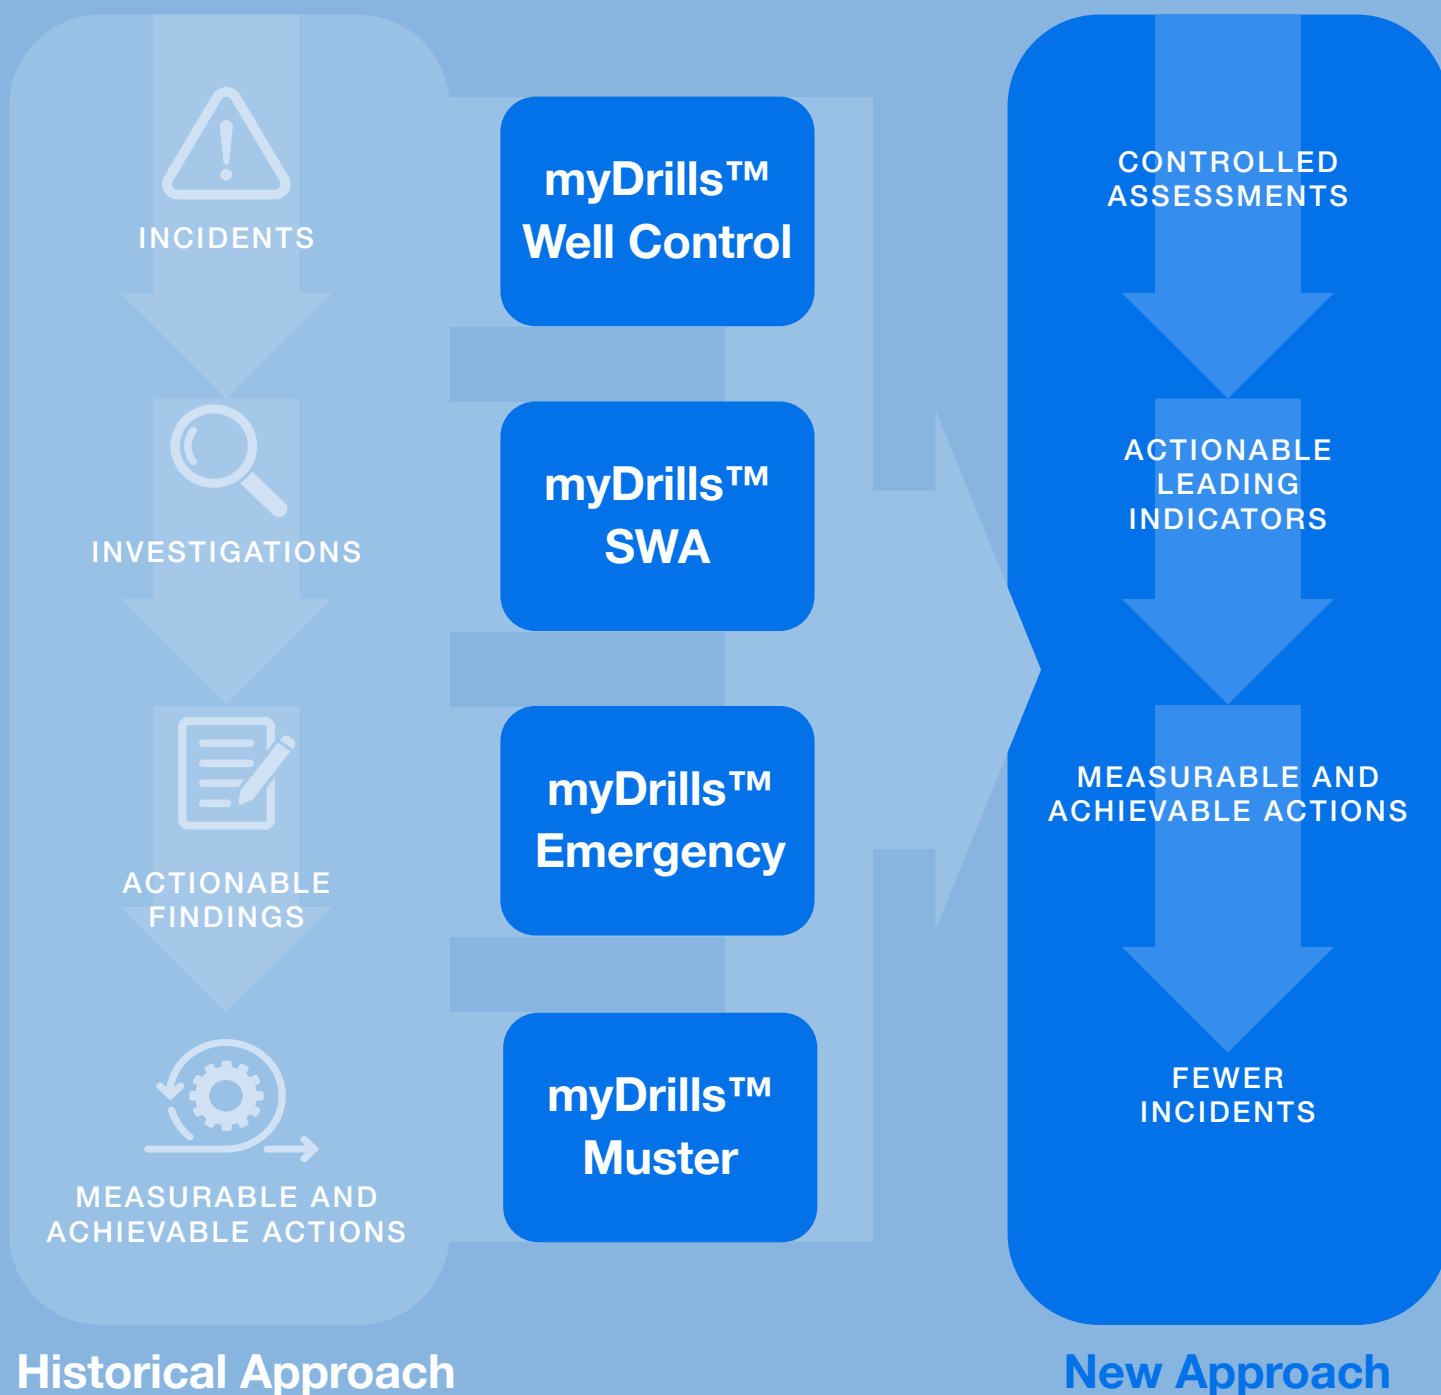 INCIDENTS
INVESTIGATIONS
ACTIONABLE
FINDINGS
MEASURABLE AND
ACHIEVABLE ACTIONS
Historical Approach
myDrills™
Well Control
myDrills™
SWA
myDrills™
Emergency
myDrills™
Muster
CONTROLLED
ASSESSMENTS
ACTIONABLE
LEADING
INDICATORS
MEASURABLE AND
ACHIEVABLE ACTIONS
FEWER
INCIDENTS
New Approach